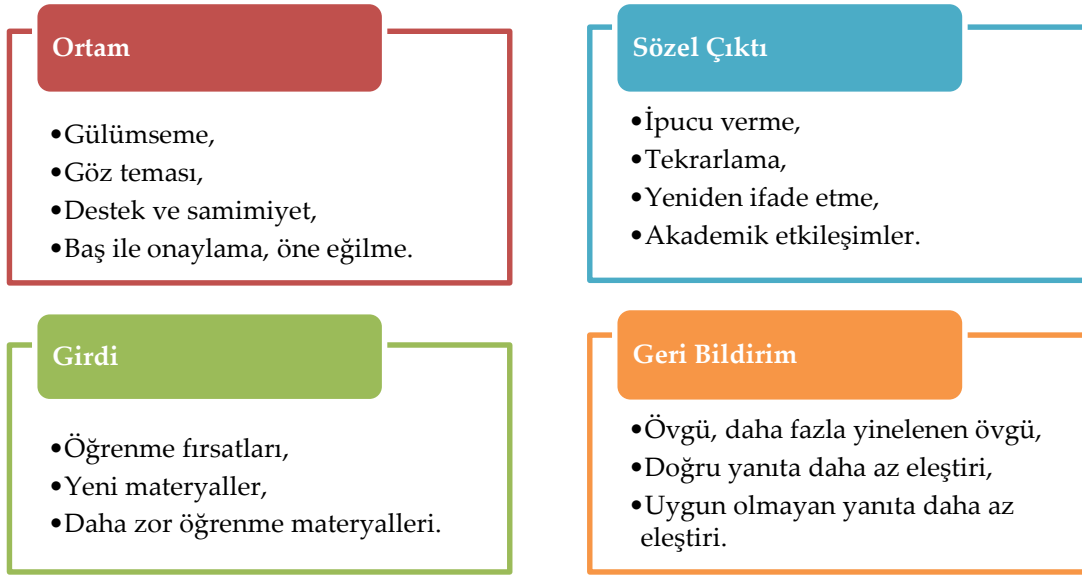 Ortam
•Gülümseme,
•Göz teması,
•Destek ve samimiyet,
•Baş ile onaylama, öne eğilme.
Sözel Çıktı
•İpucu verme,
•Tekrarlama,
•Yeniden ifade etme,
•Akademik etkileşimler.
Girdi
•Öğrenme fırsatları,
•Yeni materyaller,
•Daha zor öğrenme materyalleri.
Geri Bildirim
•Övgü, daha fazla yinelenen övgü,
•Doğru yanıta daha az eleştiri,
•Uygun olmayan yanıta daha az
eleştiri.